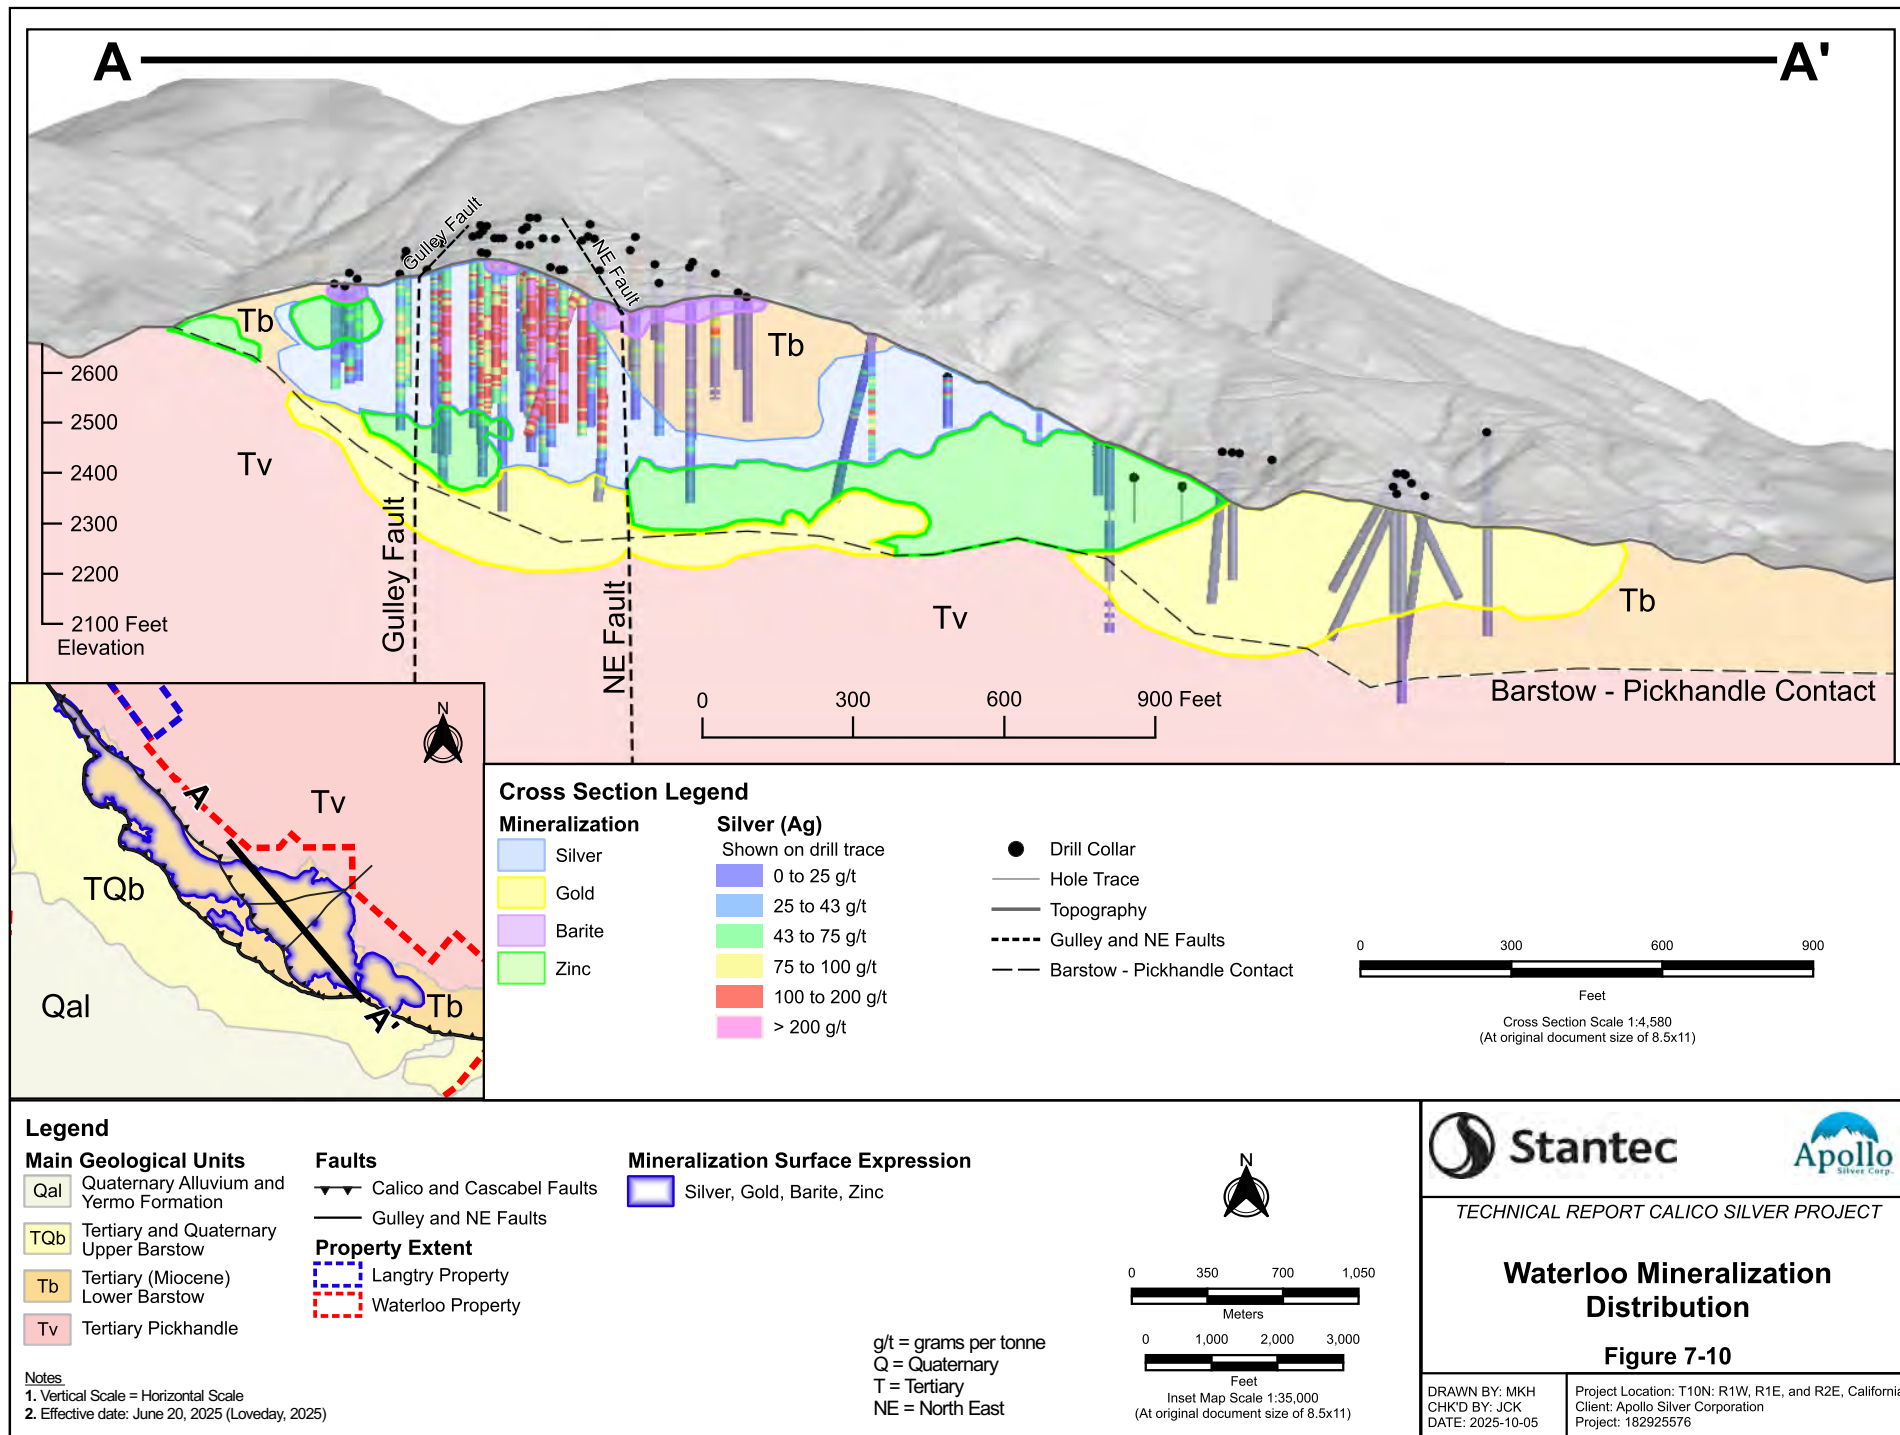 A
A'
Gulley Fault
NE Fault
Tb
Tb
2600
2500
Tv
2400
2300
2200
2100 Feet
Elevation
Gulley Fault
NE Fault
Tv
Tb
Barstow - Pickhandle Contact
0
300
600
900 Feet
N
A
Tv
TQb
Qal
Tb
A'
Cross Section Legend
Mineralization
Silver
Gold
Barite
Zinc
Silver (Ag)
Shown on drill trace
0 to 25 g/t
25 to 43 g/t
43 to 75 g/t
75 to 100 g/t
100 to 200 g/t
> 200 g/t
Drill Collar
Hole Trace
Topography
Gulley and NE Faults
Barstow - Pickhandle Contact
0 300 600 900
Feet
Cross Section Scale 1:4,580
(At original document size of 8.5x11)
Legend
Main Geological Units
Qal Quaternary Alluvium and
Yermo Formation
TQb Tertiary and Quaternary
Upper Barstow
Tb Tertiary (Miocene)
Lower Barstow
Tv Tertiary Pickhandle
Faults
Calico and Cascabel Faults
Gulley and NE Faults
Property Extent
Langtry Property
Waterloo Property
Mineralization Surface Expression
Silver, Gold, Barite, Zinc
Notes
1. Vertical Scale = Horizontal Scale
2. Effective date: June 20, 2025 (Loveday, 2025)
g/t = grams per tonne
Q = Quaternary
T = Tertiary
NE = North East
N
0 350 700 1,050
Meters
0 1,000 2,000 3,000
Feet
Inset Map Scale 1:35,000
(At original document size of 8.5x11)
Stantec
Apollo
Silver Corp.
TECHNICAL REPORT CALICO SILVER PROJECT
Waterloo Mineralization
Distribution
Figure 7-10
DRAWN BY: MKH
CHK'D BY: JCK
DATE: 2025-10-05
Project Location: T10N: R1W, R1E, and R2E, California
Client: Apollo Silver Corporation
Project: 182925576